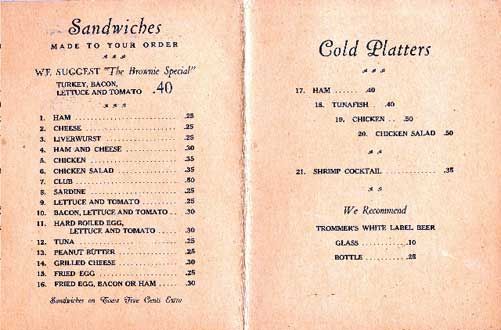 Sandwiches
MADE TO YOUR ORDER
WE SUGGEST "The Brownie Special"
TURKEY, BACON,
LETTUCE AND TOMATO .40
1. HAM .25
2. CHEESE .25
3. LIVERWURST .25
4. HAM AND CHEESE .30
5. CHICKEN .35
6. CHICKEN SALAD .35
7. CLUB .50
8. SARDINE .25
9. LETTUCE AND TOMATO .25
10. BACON, LETTUCE AND TOMATO .. .30
11. HARD BOILED EGG,
LETTUCE AND TOMATO .30
12. TUNA .25
13. PEANUT BUTTER .25
14. GRILLED CHEESE .30
15. FRIED EGG .25
16. FRIED EGG, BACON OR HAM .30
Sandwiches on Toast Five Cents Extra
Cold Platters
17. HAM .40
18. TUNAFISH .40
19. CHICKEN .50
20. CHICKEN SALAD .50
21. SHRIMP COCKTAIL .35
We Recommend
TROMMER'S WHITE LABEL BEER
GLASS .10
BOTTLE .25